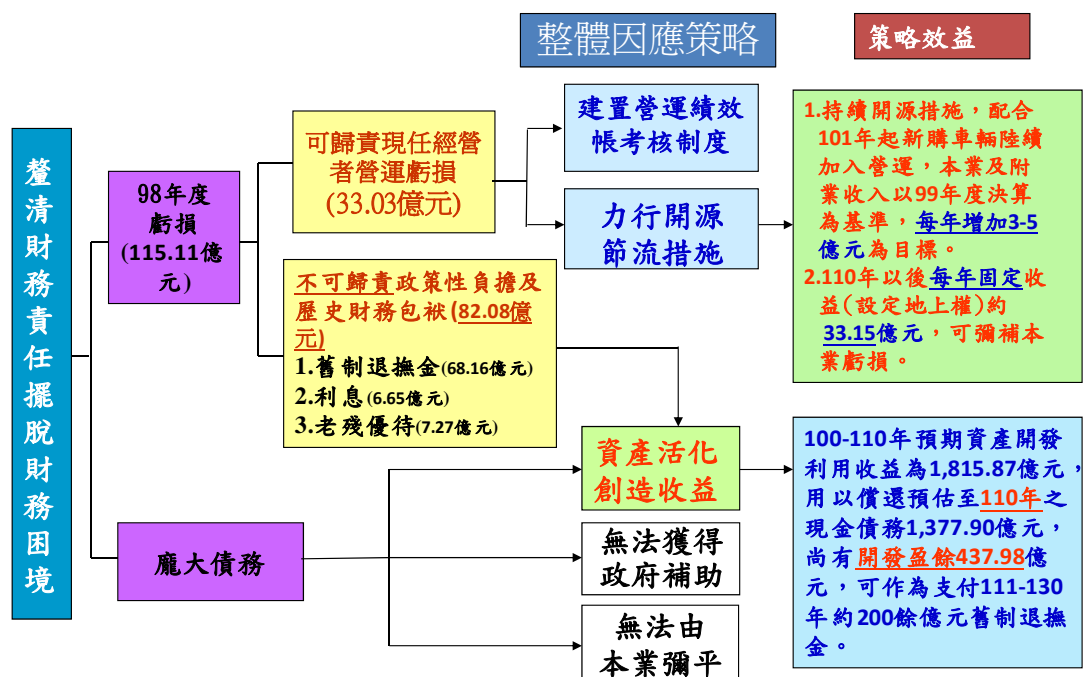 整體因應策略
策略效益
釐清財務責任擺脫財務困境
98年度
虧損
(115.11億
元)
可歸責現任經營
者營運虧損
(33.03億元)
建置營運績效
帳考核制度
力行開源
節流措施
1.持續開源措施，配合
101年起新購車輛陸續
加入營運，本業及附
業收入以99年度決算
為基準，每年增加3-5
億元為目標。
2.110年以後每年固定收
益(設定地上權)約
33.15億元，可彌補本
業虧損。
不可歸責政策性負擔及
歷史財務包袱(82.08億
元)
1.舊制退撫金(68.16億元)
2.利息(6.65億元)
3.老殘優待(7.27億元)
龐大債務
資產活化
創造收益
無法獲得
政府補助
無法由
本業彌平
100-110年預期資產開發
利用收益為1,815.87億元，
用以償還預估至110年之
現金債務1,377.90億元，
尚有開發盈餘437.98億
元，可作為支付111-130
年約200餘億元舊制退撫
金。